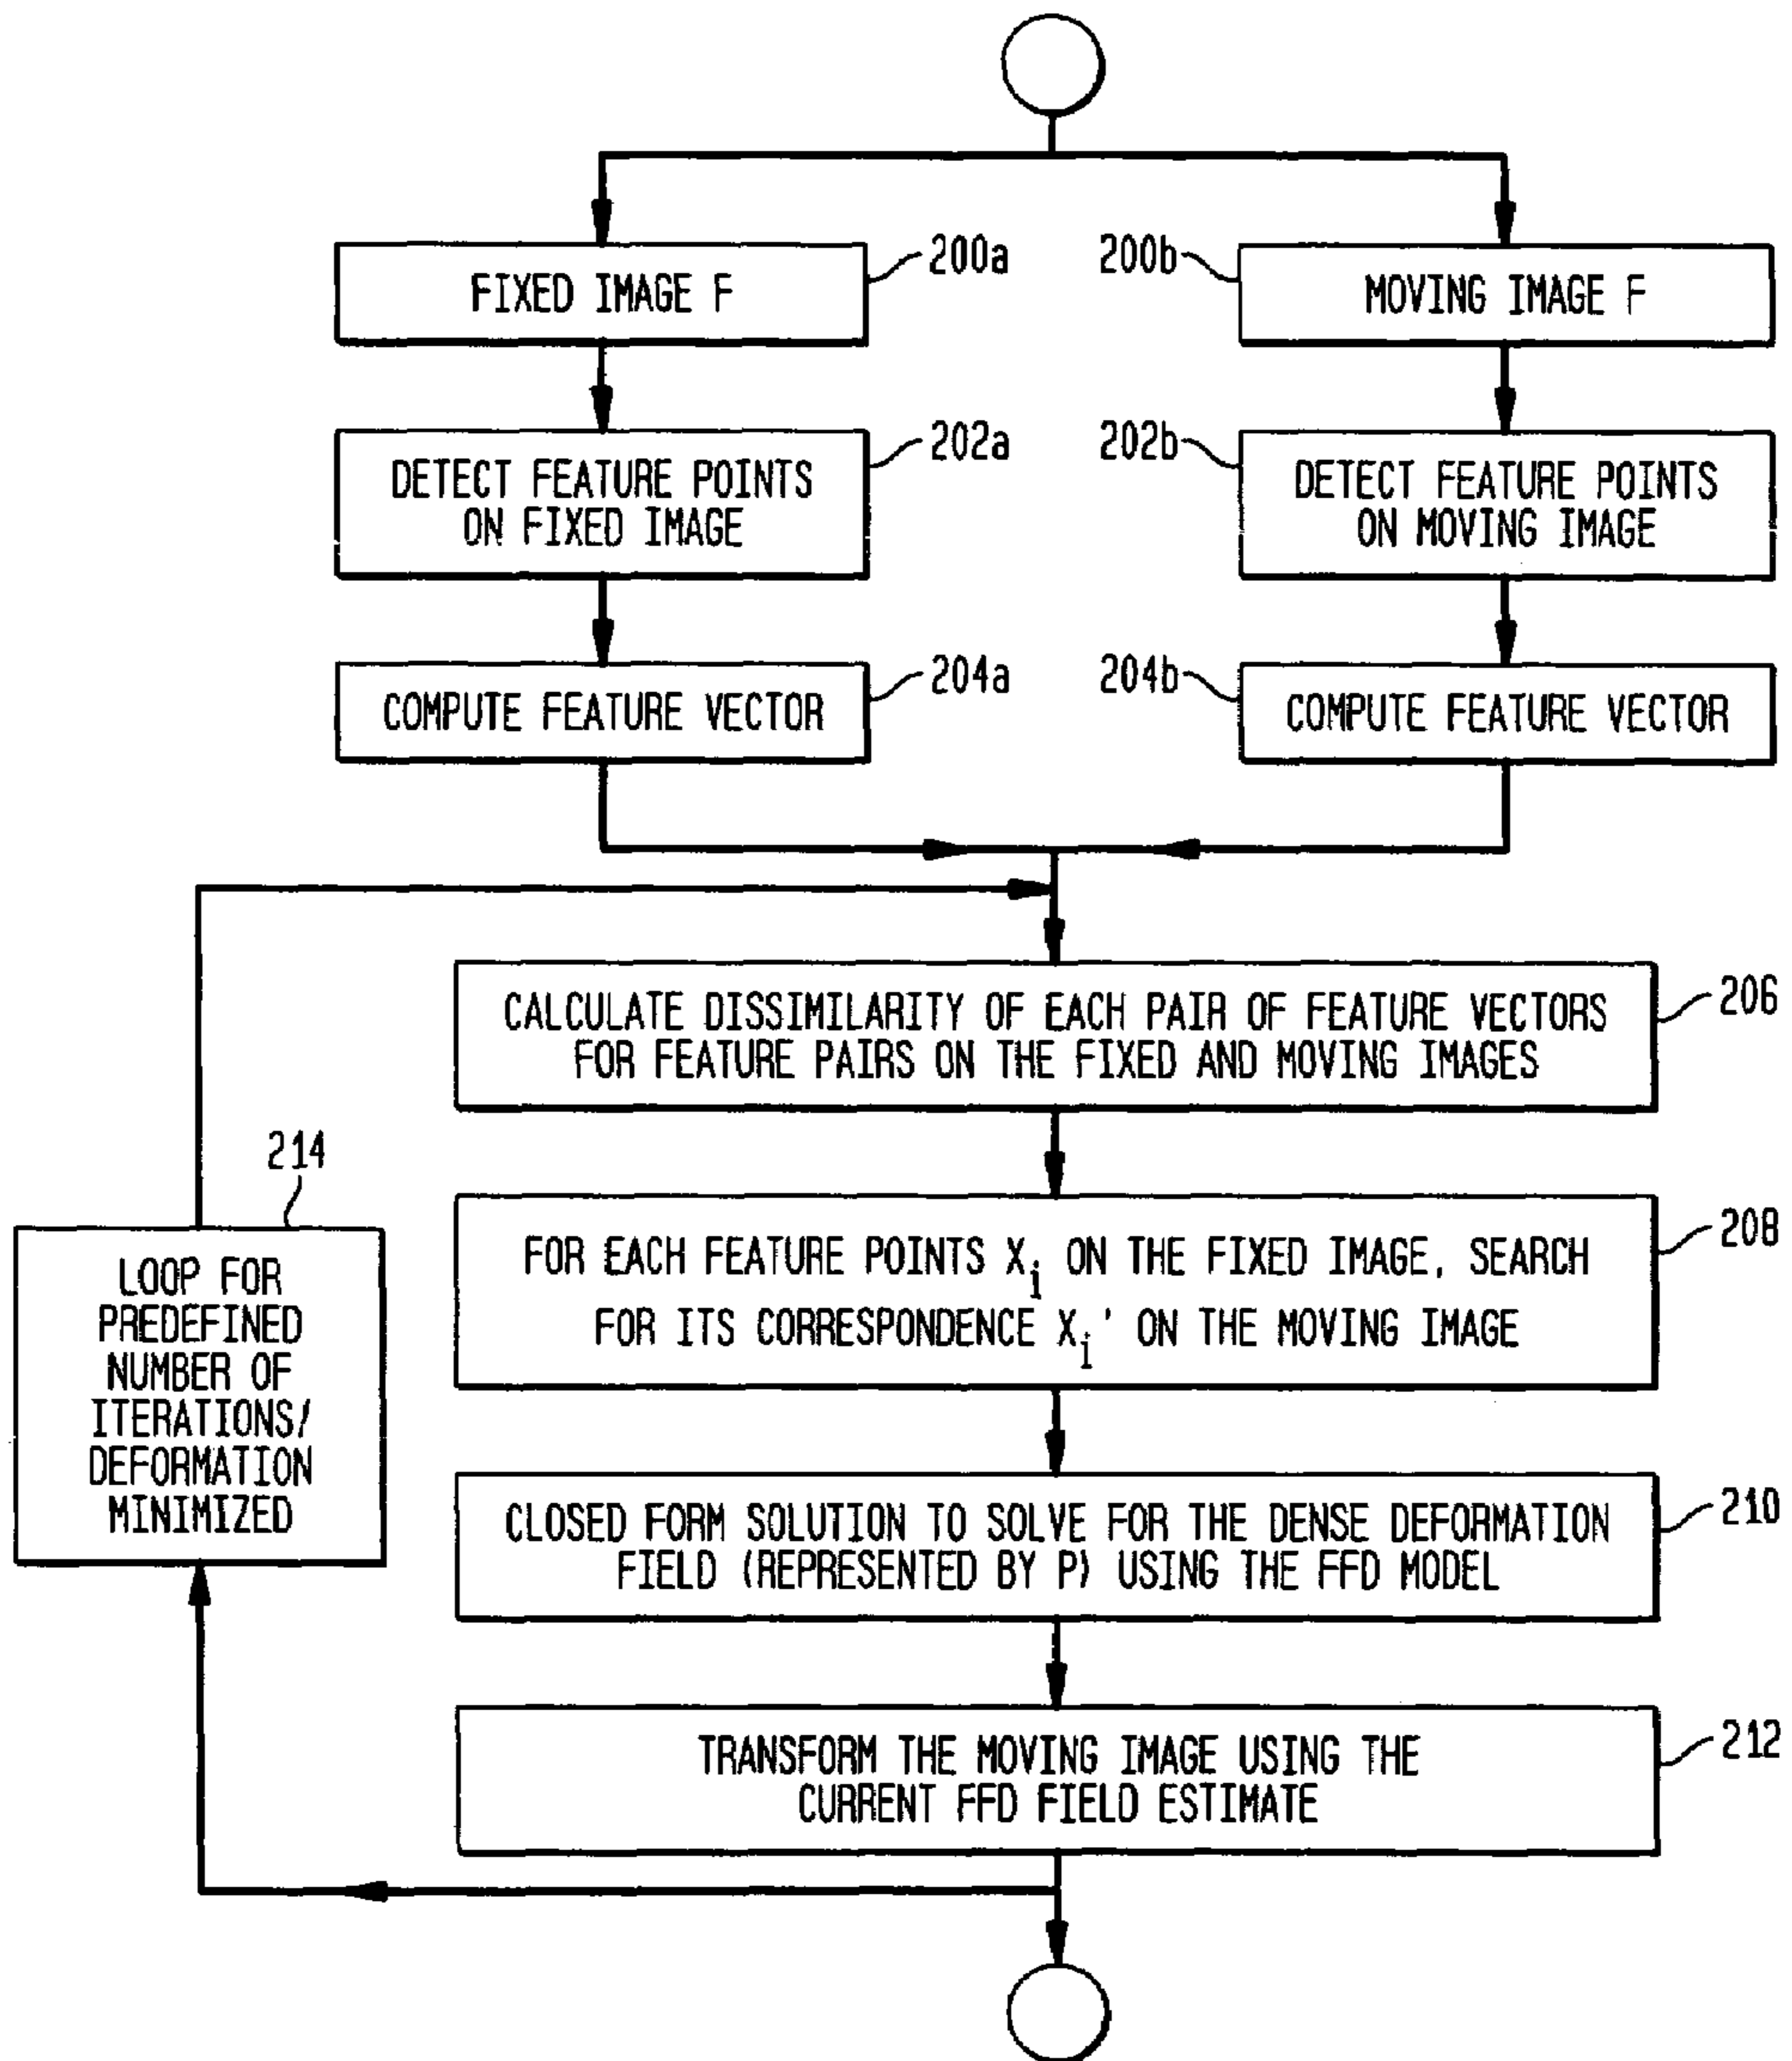 FIXED IMAGE F
200a
200b
MOVING IMAGE F
DETECT FEATURE POINTS
ON FIXED IMAGE
202a
202b
DETECT FEATURE POINTS
ON MOVING IMAGE
COMPUTE FEATURE VECTOR
204a
204b
COMPUTE FEATURE VECTOR
CALCULATE DISSIMILARITY OF EACH PAIR OF FEATURE VECTORS
FOR FEATURE PAIRS ON THE FIXED AND MOVING IMAGES
206
FOR EACH FEATURE POINTS Xi ON THE FIXED IMAGE, SEARCH
FOR ITS CORRESPONDENCE Xi' ON THE MOVING IMAGE
208
214
LOOP FOR
PREDEFINED
NUMBER OF
ITERATIONS/
DEFORMATION
MINIMIZED
CLOSED FORM SOLUTION TO SOLVE FOR THE DENSE DEFORMATION
FIELD (REPRESENTED BY P) USING THE FFD MODEL
210
TRANSFORM THE MOVING IMAGE USING THE
CURRENT FFD FIELD ESTIMATE
212